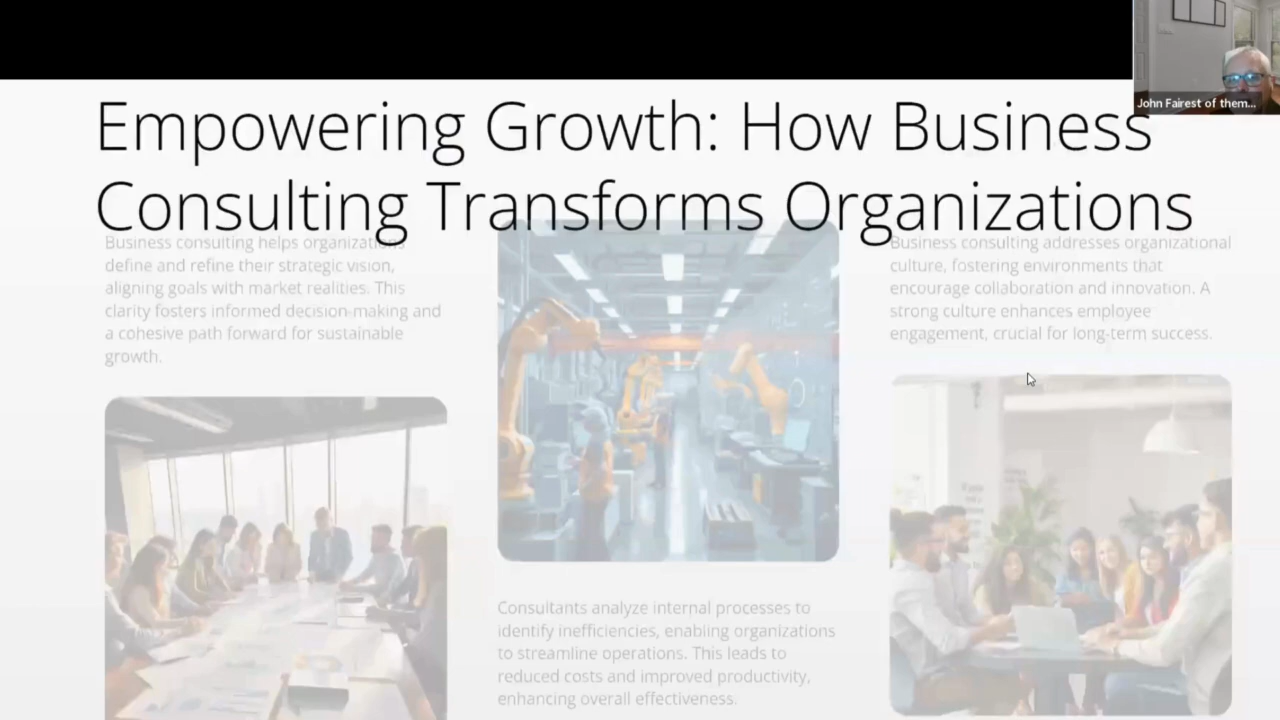 Empowering Growth: How Business
Consulting Transforms Organizations
Business consulting helps organizations
define and refine their strategic vision,
aligning goals with market realities. This
clarity fosters informed decision-making and
a cohesive path forward for sustainable
growth.
Consultants analyze internal processes to
identify inefficiencies, enabling organizations
to streamline operations. This leads to
reduced costs and improved productivity,
enhancing overall effectiveness.
Business consulting addresses organizational
culture, fostering environments that
encourage collaboration and innovation. A
strong culture enhances employee
engagement, crucial for long-term success.
John Fairest of them...